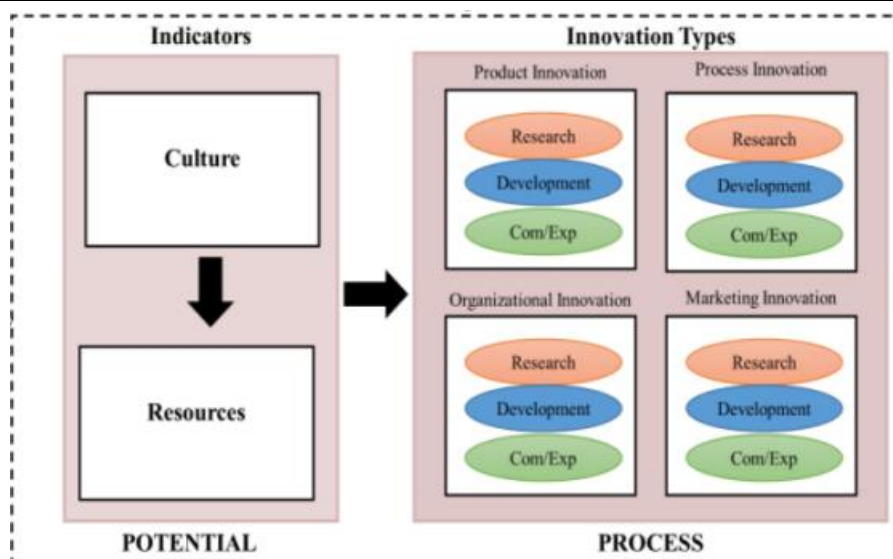 Indicators
Innovation Types
Culture
Resources
POTENTIAL
Product Innovation
Research
Development
Com/Exp
Process Innovation
Research
Development
Com/Exp
Organizational Innovation
Research
Development
Com/Exp
Marketing Innovation
Research
Development
Com/Exp
PROCESS